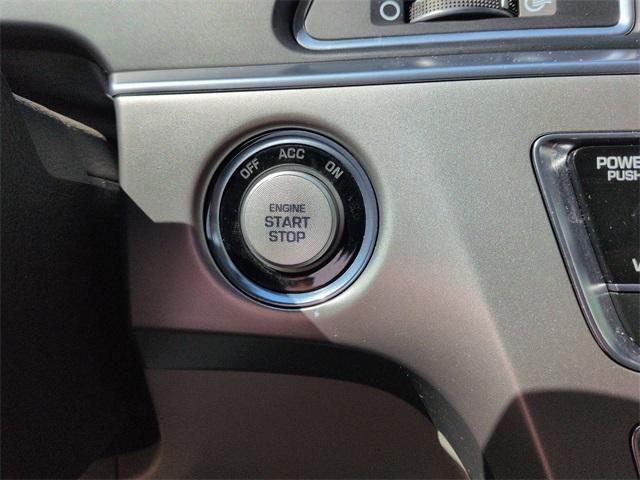 OFF ACC ON
ENGINE
START
STOP
POWE
PUSH